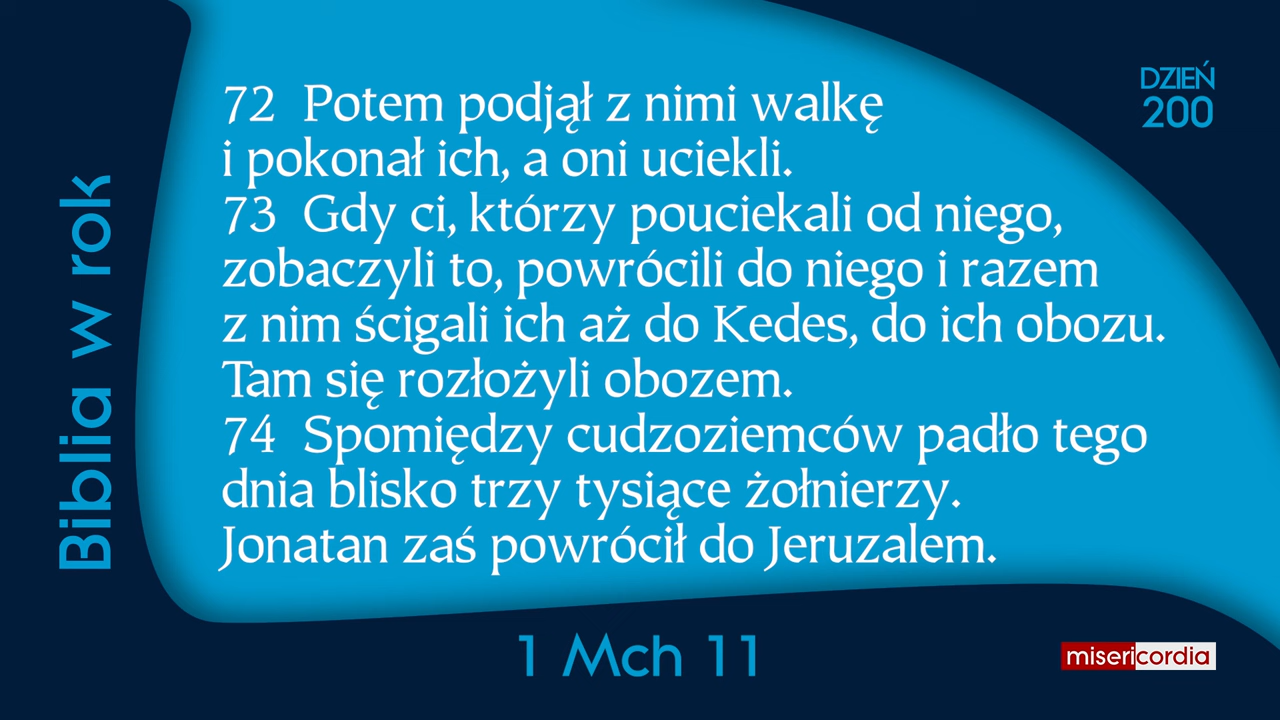 DZIEŃ
200
Biblia w rok
72 Potem podjął z nimi walkę
i pokonał ich, a oni uciekli.
73 Gdy ci, którzy pouciekali od niego,
zobaczyli to, powrócili do niego i razem
z nim ścigali ich aż do Kedes, do ich obozu.
Tam się rozłożyli obozem.
74 Spomiędzy cudzoziemców padło tego
dnia blisko trzy tysiące żołnierzy.
Jonatan zaś powrócił do Jeruzalem.
1 Mch 11
misericordia